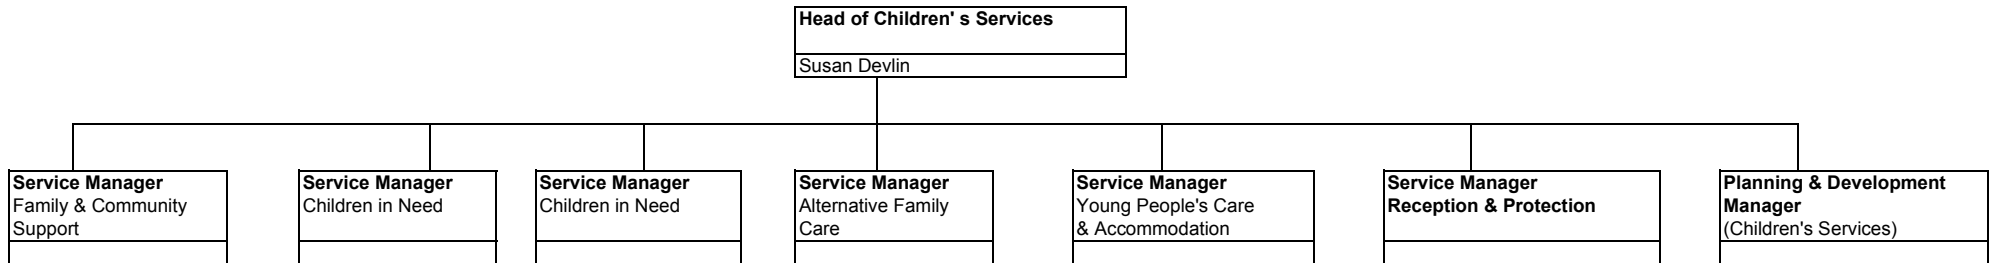 Head of Children' s Services
Susan Devlin
Service Manager
Family & Community
Support
Service Manager
Children in Need
Service Manager
Children in Need
Service Manager
Alternative Family
Care
Service Manager
Young People's Care
& Accommodation
Service Manager
Reception & Protection
Planning & Development
Manager
(Children's Services)